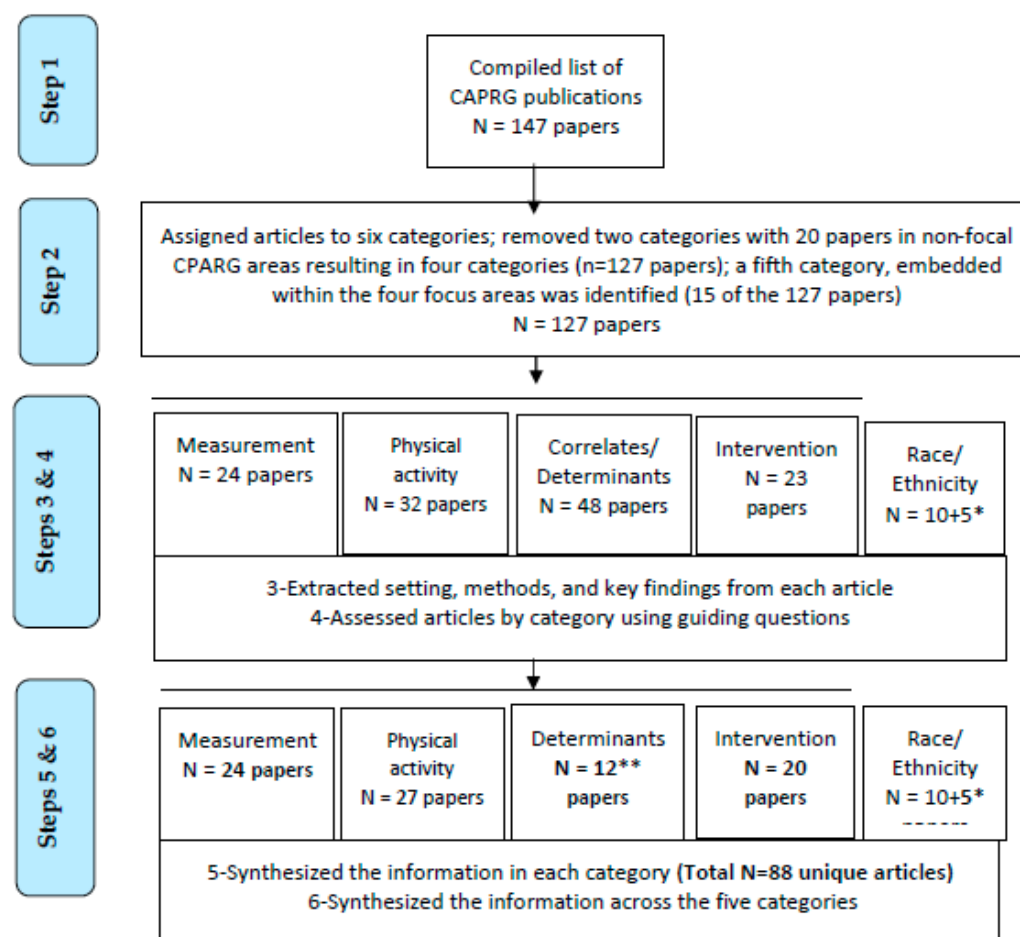 Step 1
Compiled list of
CAPRG publications
N = 147 papers
Step 2
Assigned articles to six categories; removed two categories with 20 papers in non-focal
CPARG areas resulting in four categories (n=127 papers); a fifth category, embedded
within the four focus areas was identified (15 of the 127 papers)
N = 127 papers
Steps 3 & 4
Measurement
N = 24 papers
Physical
activity
N = 32 papers
Correlates/
Determinants
N = 48 papers
Intervention
N = 23
papers
Race/
Ethnicity
N = 10+5*
3-Extracted setting, methods, and key findings from each article
4-Assessed articles by category using guiding questions
Steps 5 & 6
Measurement
N = 24 papers
Physical
activity
N = 27 papers
Determinants
N = 12**
papers
Intervention
N = 20
papers
Race/
Ethnicity
N = 10+5*
5-Synthesized the information in each category (Total N=88 unique articles)
6-Synthesized the information across the five categories